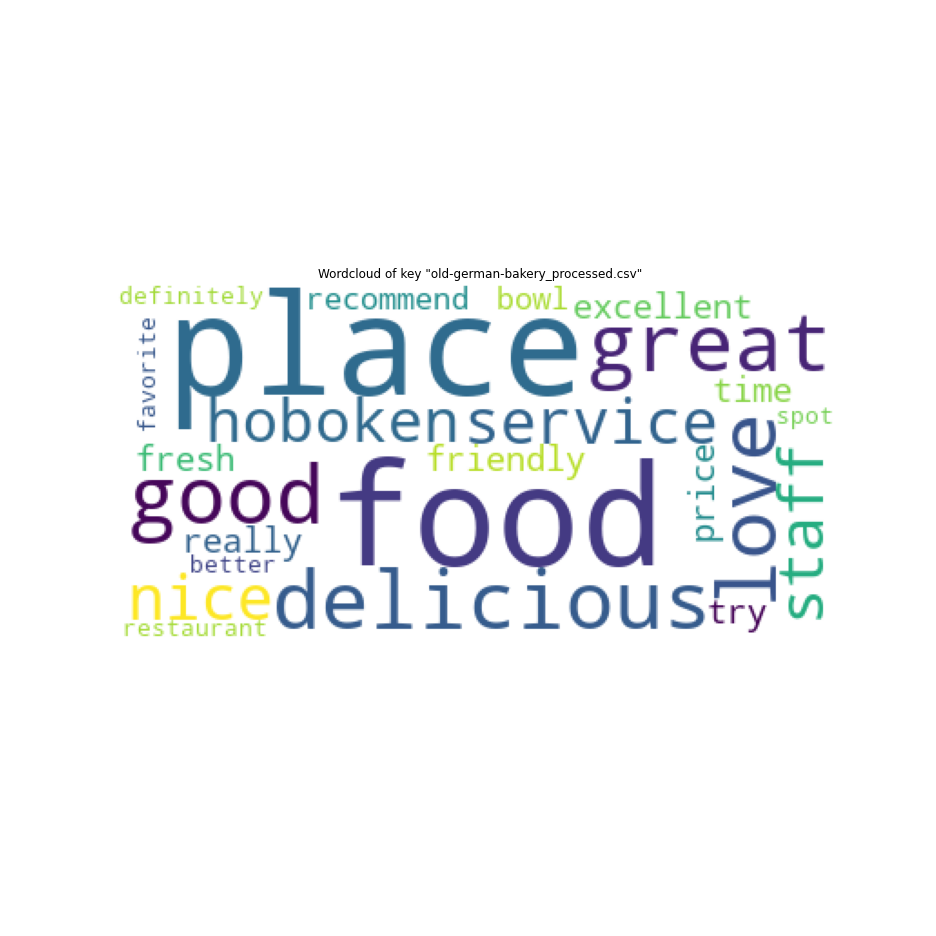 Wordcloud of key "old-german-bakery_processed.csv"
definitely
recommend
bowl
excellent
favorite
place
great
time
spot
hoboken
service
love
staff
fresh
friendly
price
good
food
really
better
nice
delicious
try
restaurant